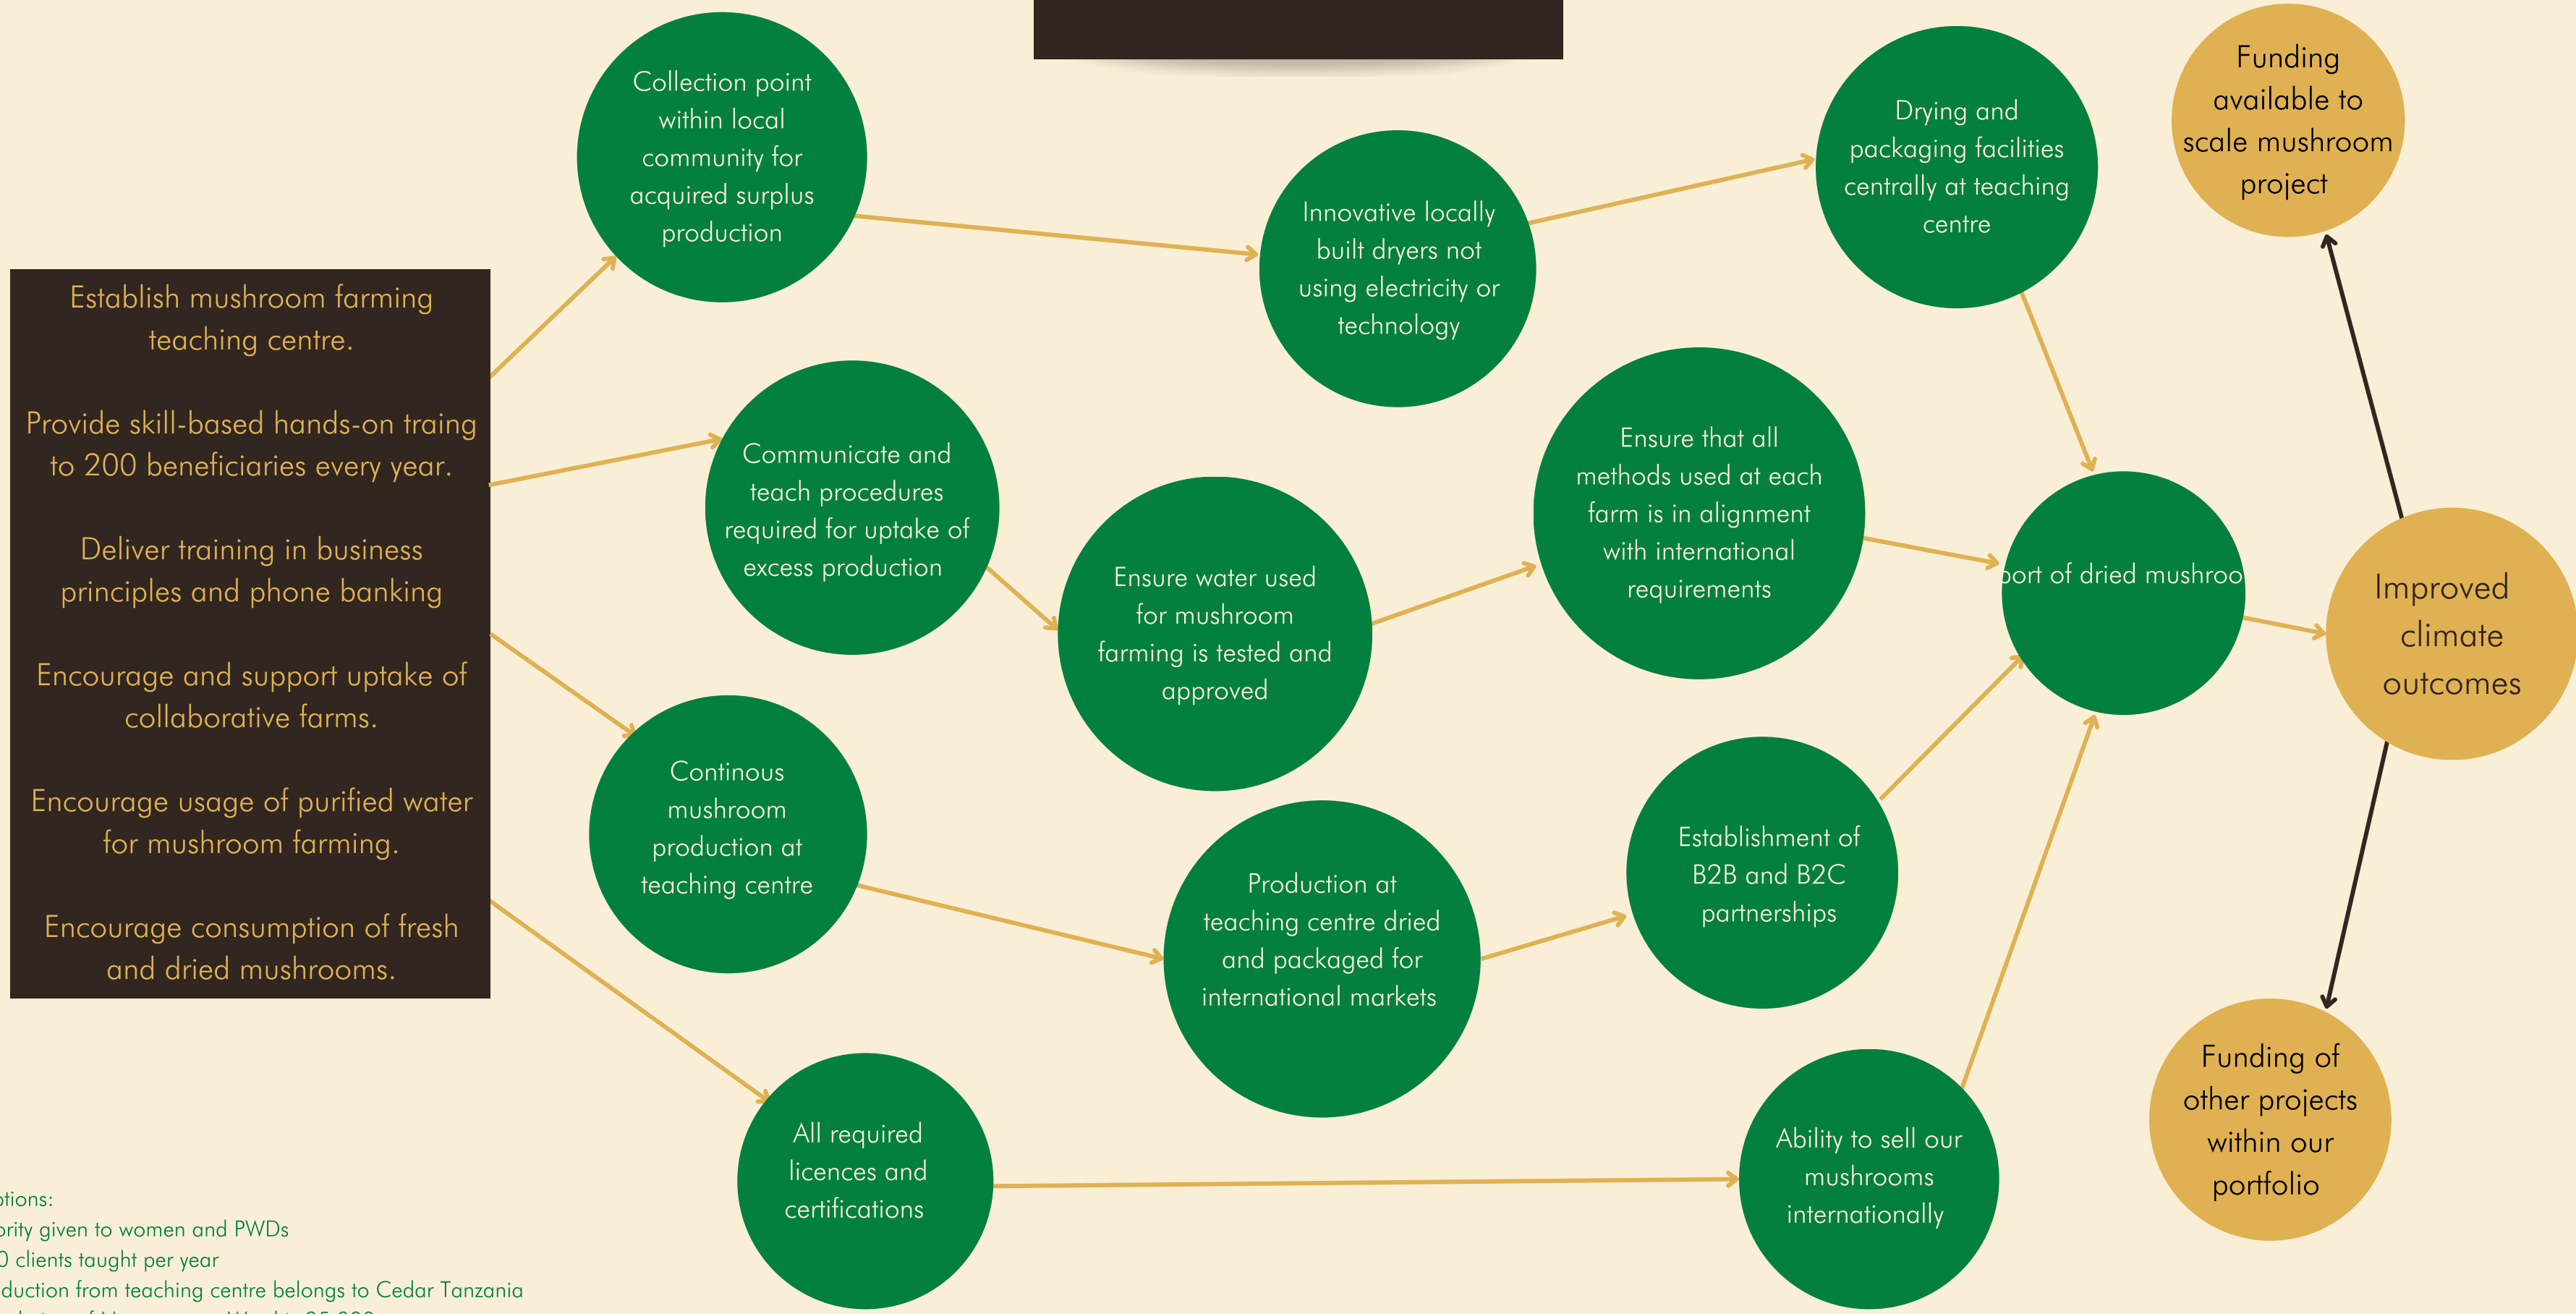 Establish mushroom farming
teaching centre.
Provide skill-based hands-on traing
to 200 beneficiaries every year.
Deliver training in business
principles and phone banking
Encourage and support uptake of
collaborative farms.
Encourage usage of purified water
for mushroom farming.
Encourage consumption of fresh
and dried mushrooms.
Collection point
within local
community for
acquired surplus
production
Innovative locally
built dryers not
using electricity or
technology
Drying and
packaging facilities
centrally at teaching
centre
Communicate and
teach procedures
required for uptake of
excess production
Ensure water used
for mushroom
farming is tested and
approved
Ensure that all
methods used at each
farm is in alignment
with international
requirements
Continous
mushroom
production at
teaching centre
Production at
teaching centre dried
and packaged for
international markets
Establishment of
B2B and B2C
partnerships
All required
licences and
certifications
Ability to sell our
mushrooms
internationally
of dried
Improved
climate
outcomes
Funding
available to
scale mushroom
project
Funding of
other projects
within our
portfolio
given to women and PWDs
clients taught per year
from teaching centre belongs to Cedar Tanzania